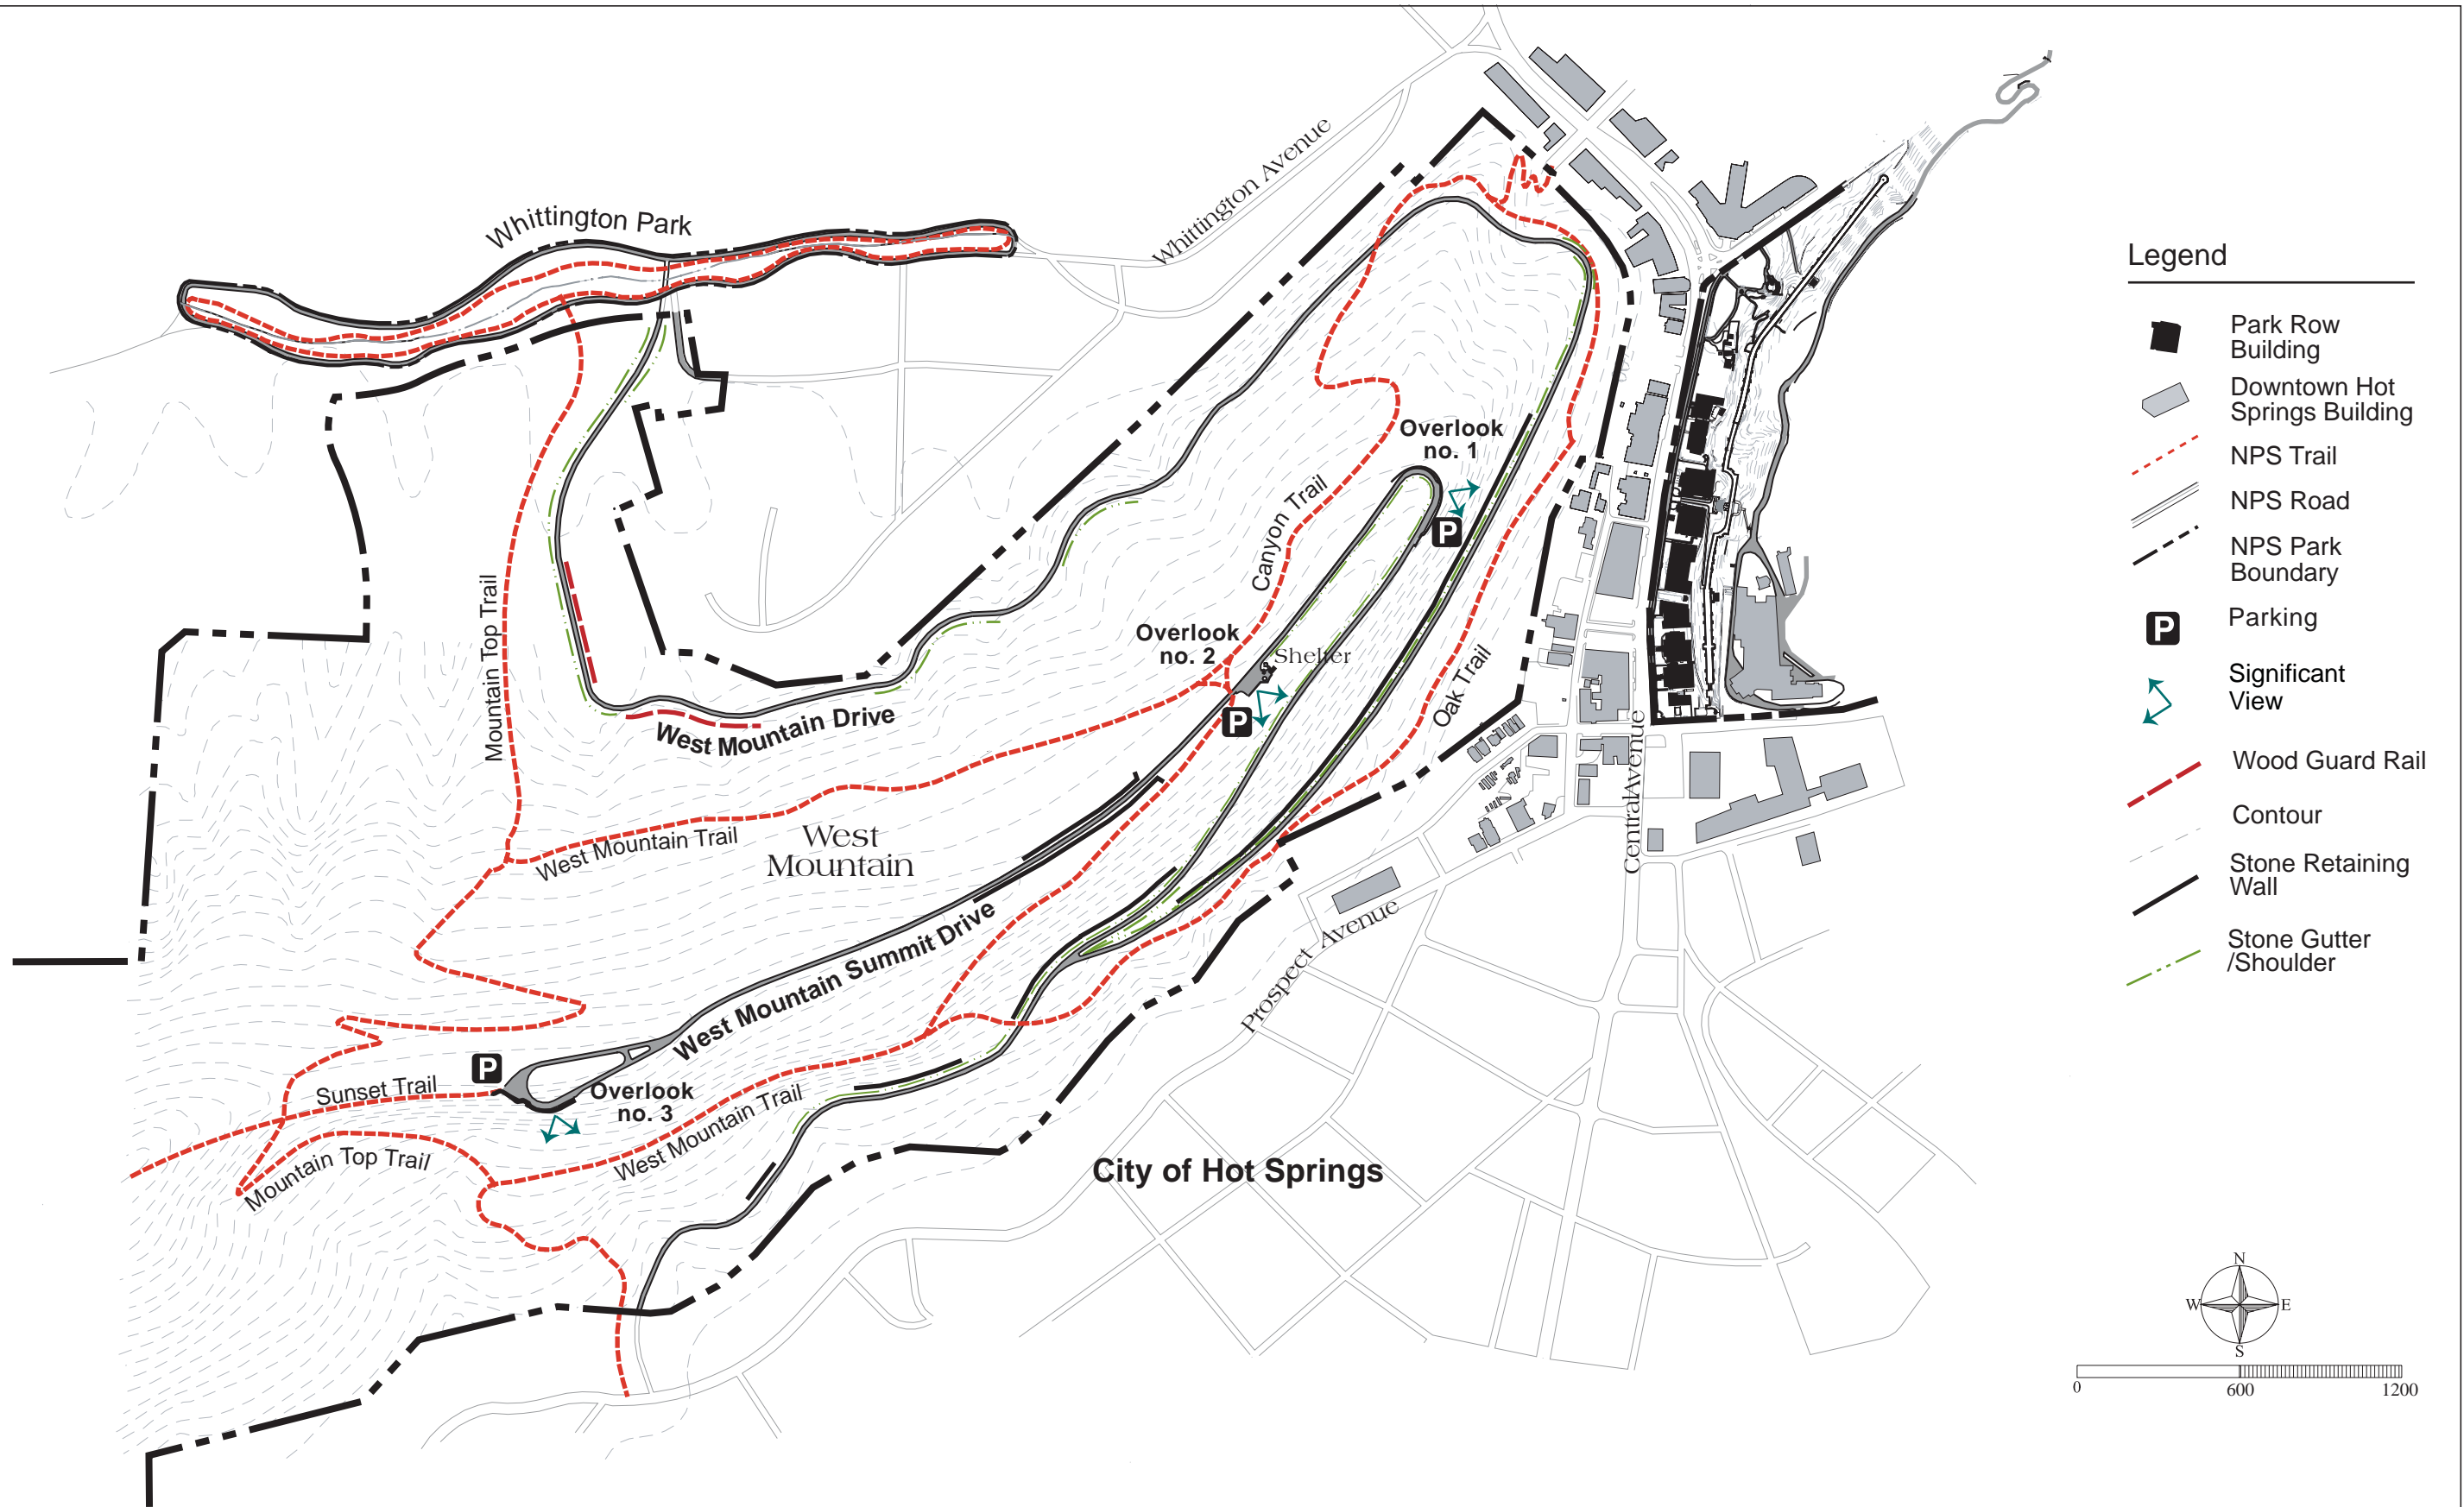 Whittington Park
Whittington Avenue
Legend
Park Row
Building
Downtown Hot
Springs Building
NPS Trail
NPS Road
NPS Park
Boundary
P
Parking
Significant
View
Wood Guard Rail
Contour
Stone Retaining
Wall
Stone Gutter
/Shoulder
700
Overlook
no. 1
P
Canyon Trail
Overlook
no. 2
Shelter
P
Oak Trail
Mountain Top Trail
West Mountain Drive
West Mountain Trail
West
Mountain
Central Avenue
Prospect Avenue
West Mountain Summit Drive
P
Sunset Trail
Overlook
no. 3
West Mountain Trail
Mountain Top Trail
City of Hot Springs
N
W
E
S
0
600
1200